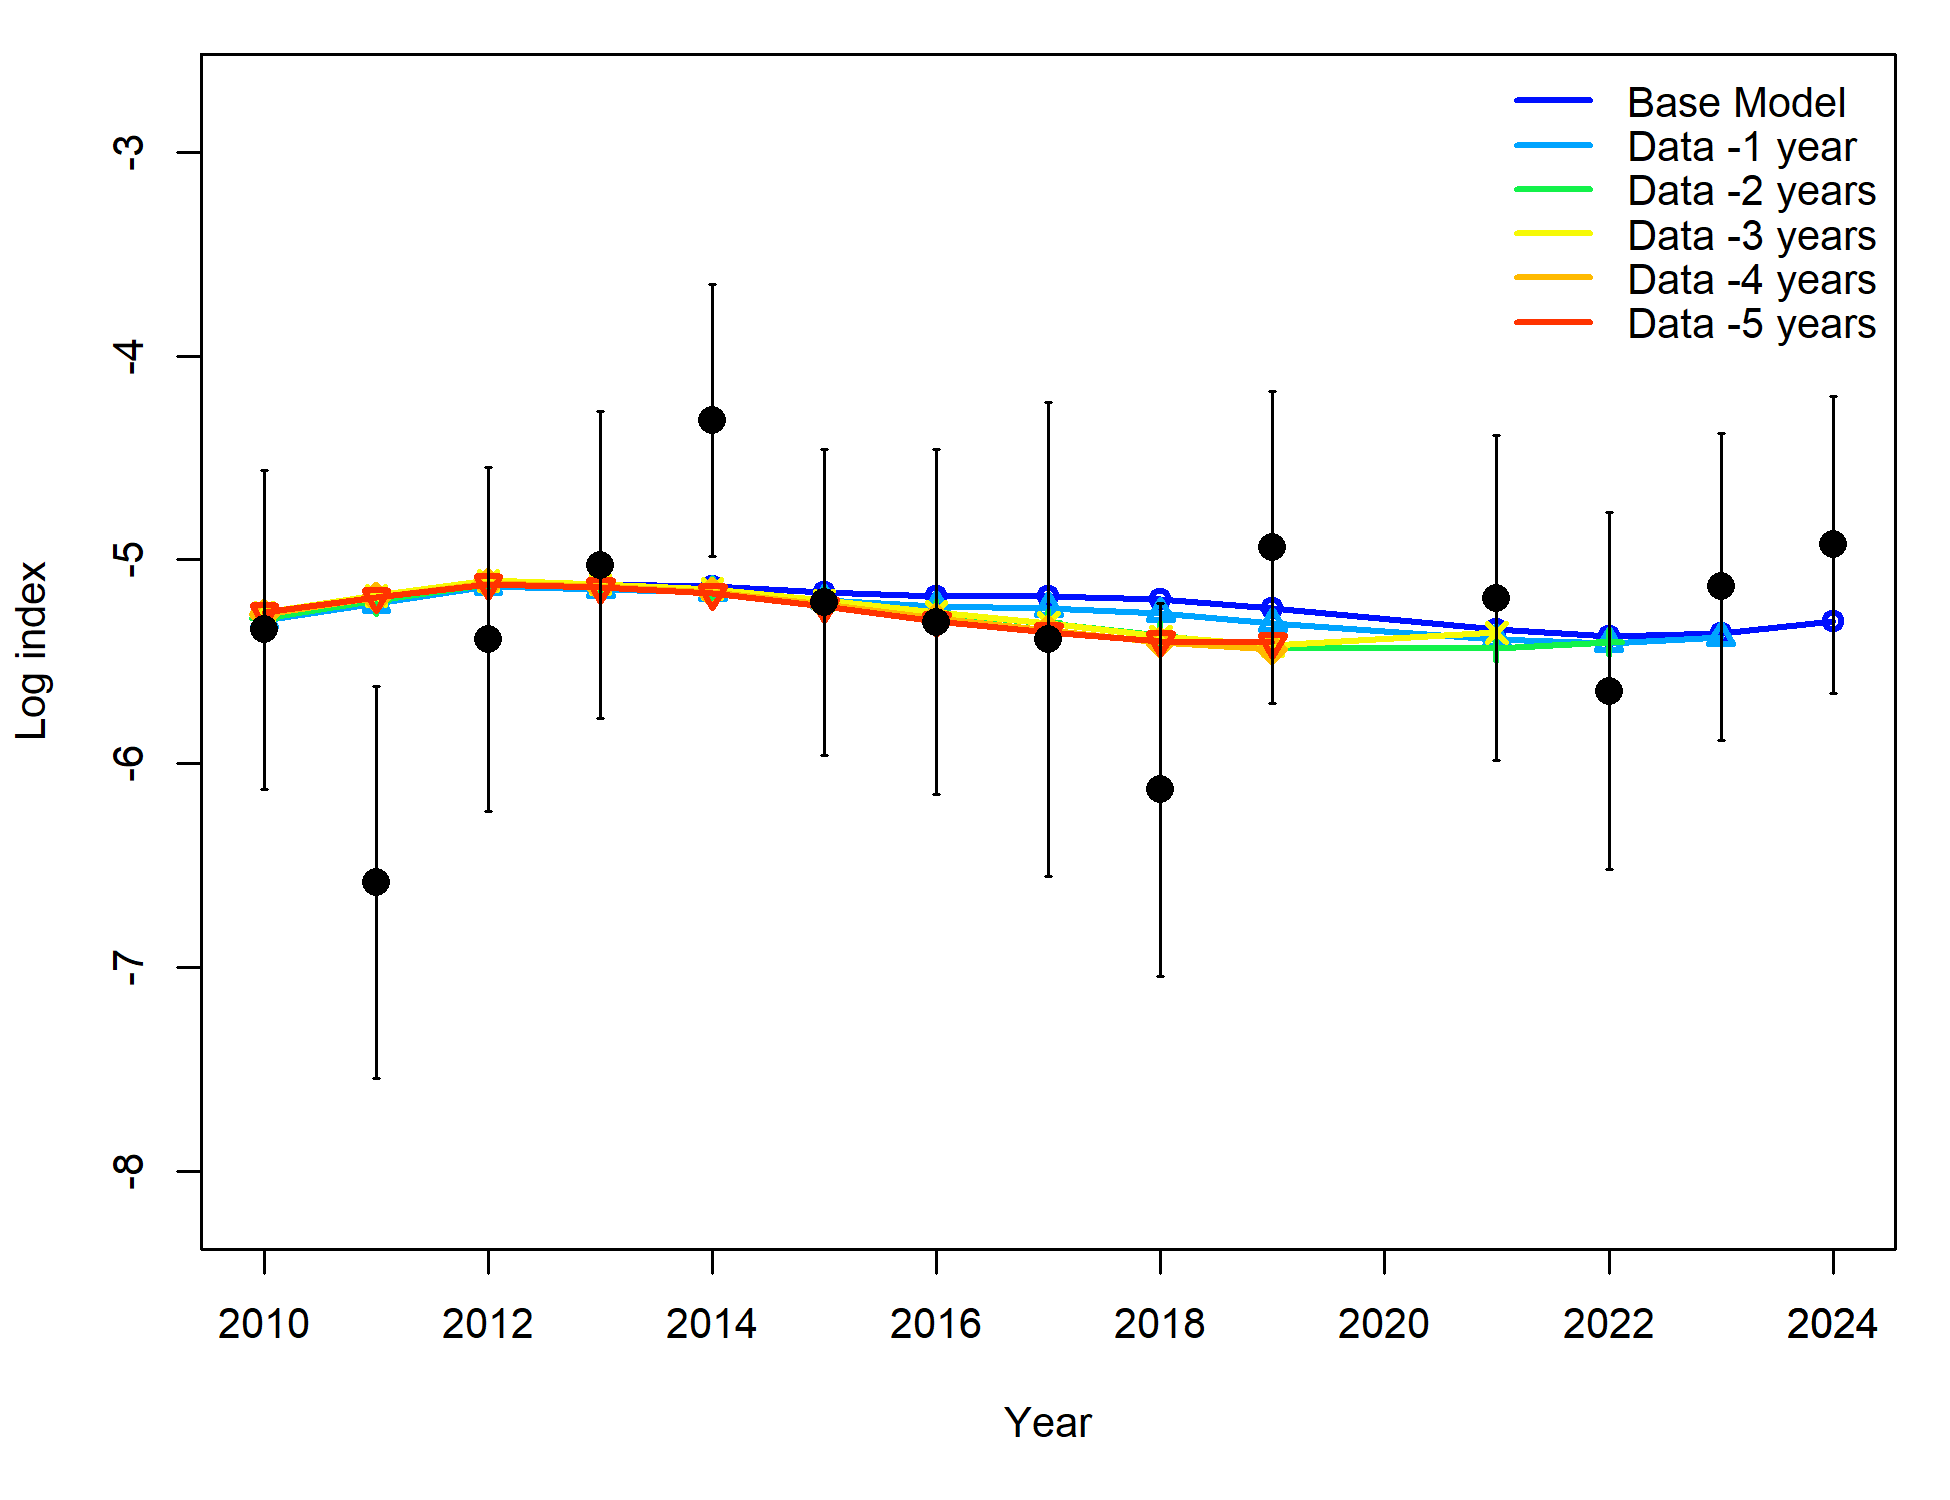 Base Model
Data -1 year
Data -2 years
Data -3 years
Data -4 years
Data -5 years
-3
-4
-5
-6
-7
-8
Log index
2010 2012 2014 2016 2018 2020 2022 2024
Year